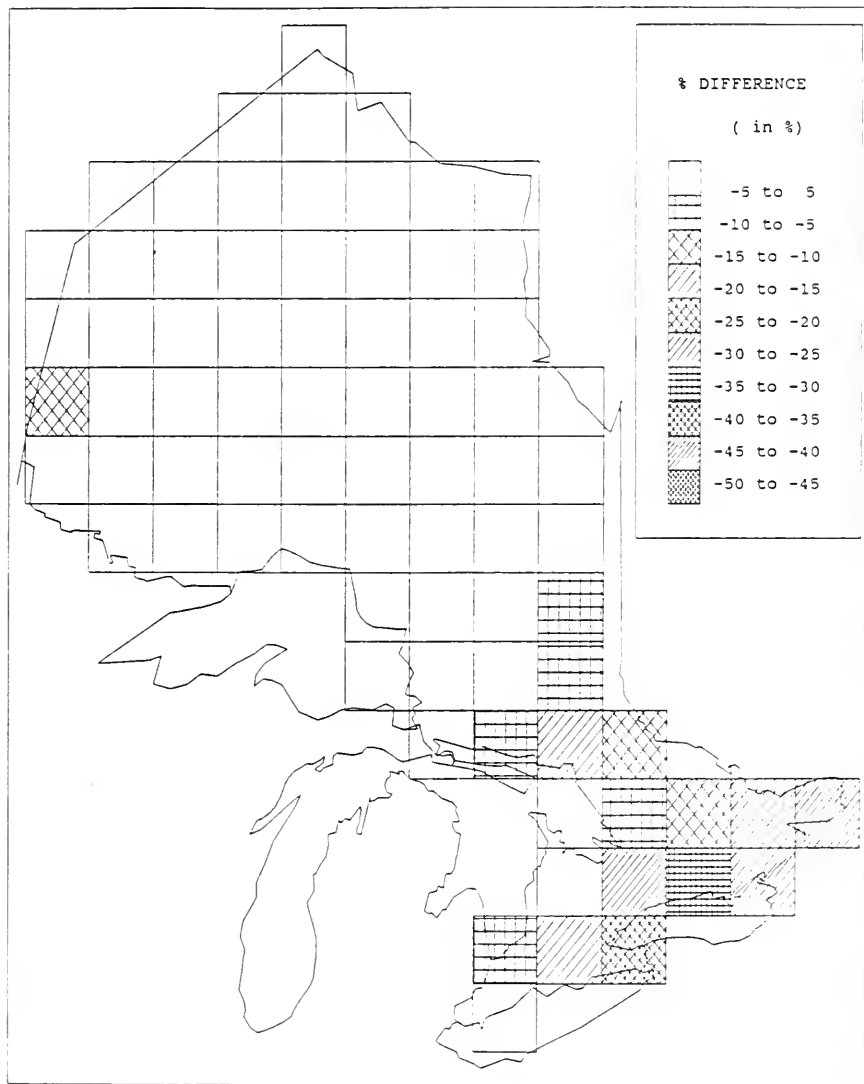 % DIFFERENCE
( in %)
-5 to 5
-10 to -5
-15 to -10
-20 to -15
-25 to -20
-30 to -25
-35 to -30
-40 to -35
-45 to -40
-50 to -45